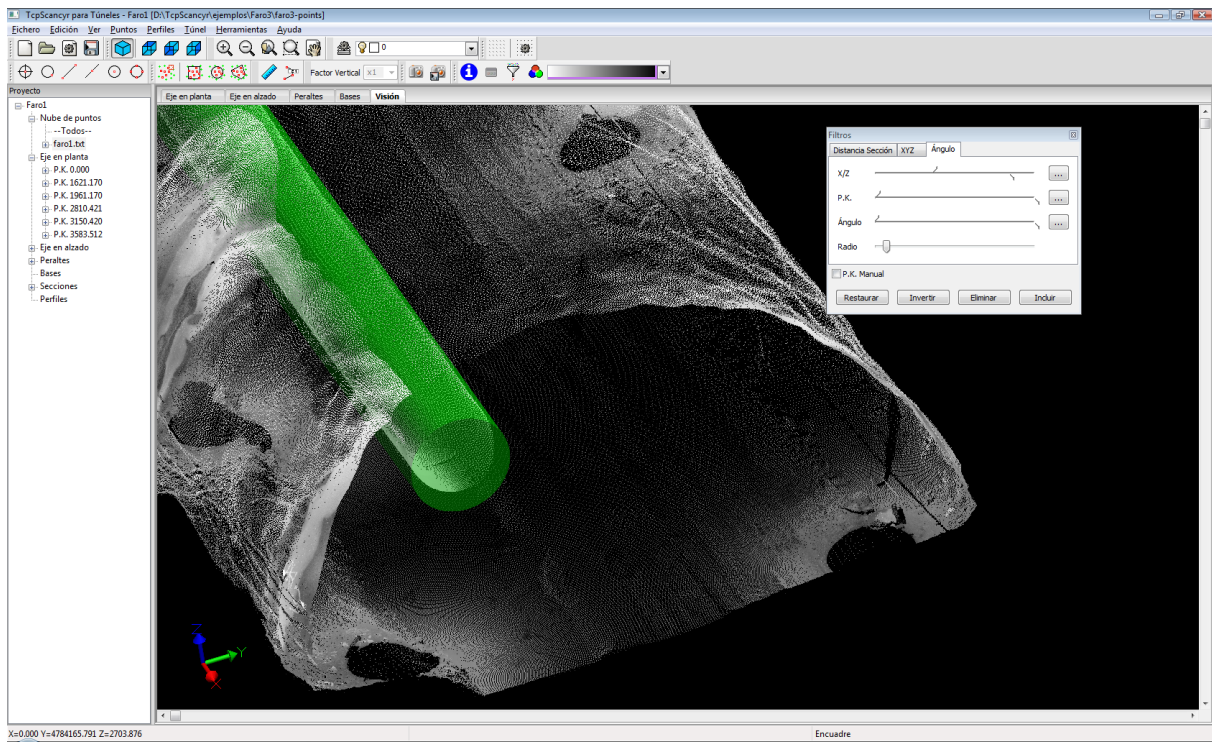 TcpScancyr para Túneles - Faro1 [D:\TcpScancyr\ejemplos\Faro3\faro3-points]
Fichero Edición Ver Puntos Perfiles Túnel Herramientas Ayuda
0
Factor Vertical x1
Proyecto
Faro1
Nube de puntos
--Todos--
faro1.txt
Eje en planta
P.K. 0.000
P.K. 1621.170
P.K. 1961.170
P.K. 2810.421
P.K. 3150.420
P.K. 3583.512
Eje en alzado
Peraltes
Bases
Secciones
Perfiles
Eje en planta Eje en alzado Peraltes Bases Visión
Filtros
Distancia Sección XYZ Ángulo
X/Z ...
P.K. ...
Ángulo ...
Radio
P.K. Manual
Restaurar Invertir Eliminar Incluir
Z
Y
X
X=0.000 Y=4784165.791 Z=2703.876 Encuadre